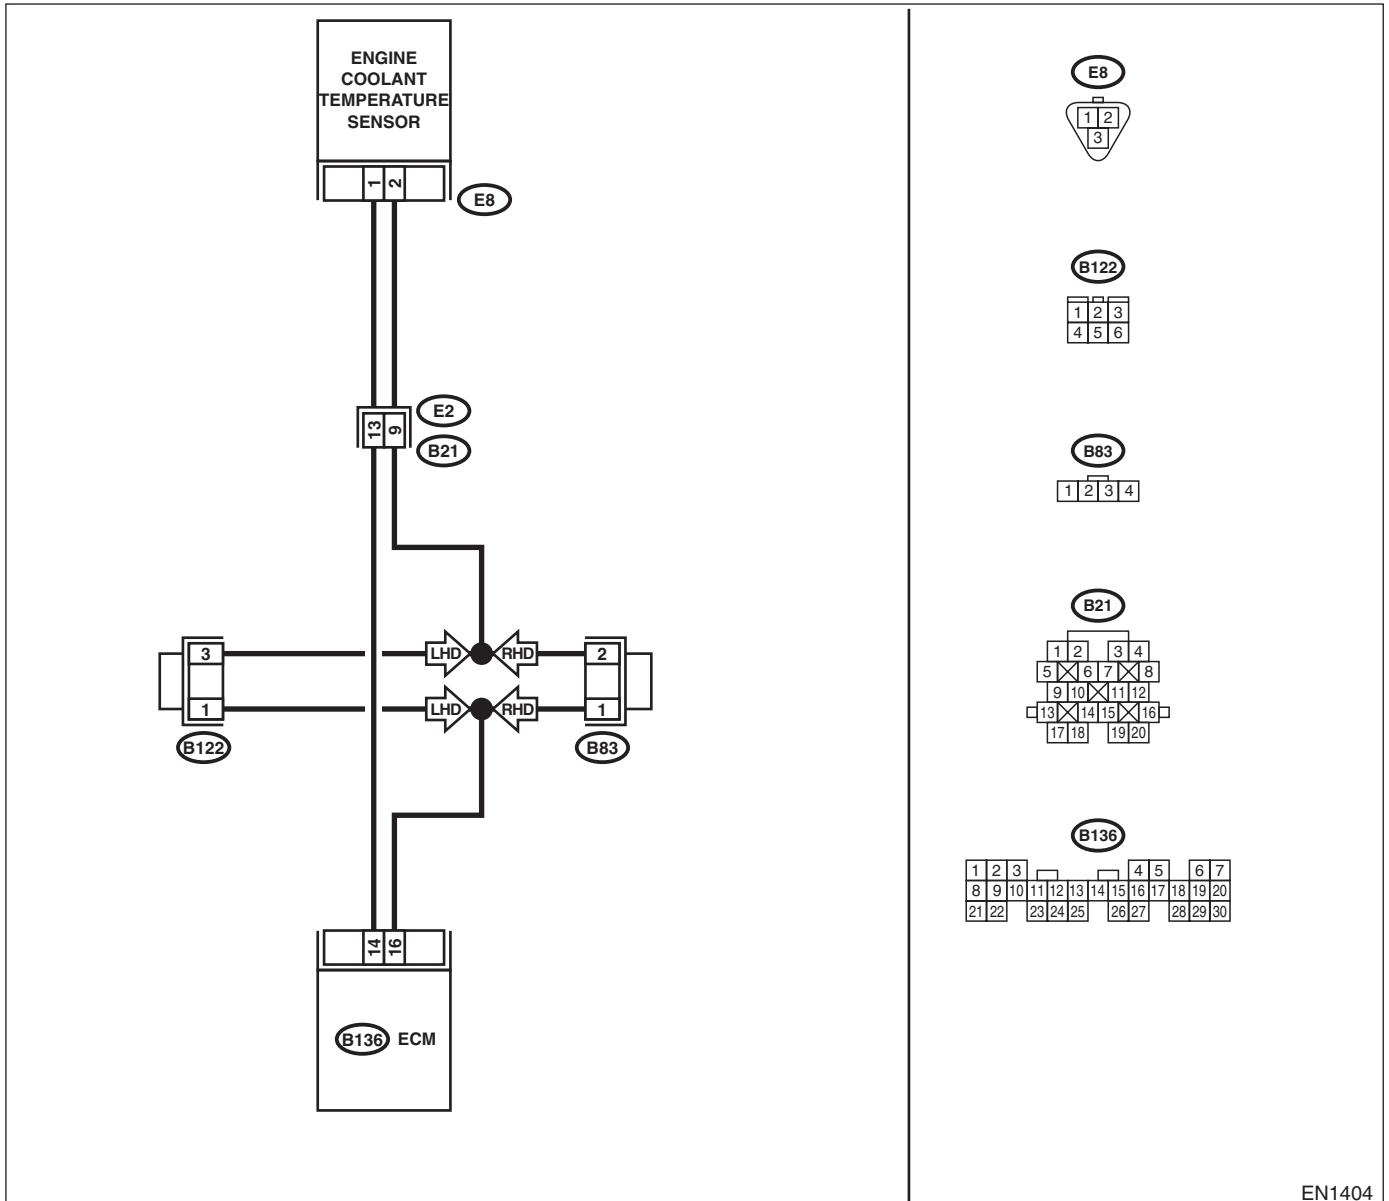 ENGINE
COOLANT
TEMPERATURE
SENSOR
1 2
E8
13 9
E2
B21
3 LHD RHD 2
1 LHD RHD 1
B122
B83
14 16
B136 ECM
E8
1 2
3
B122
1 2 3
4 5 6
B83
1 2 3 4
B21
1 2 3 4
5 6 7 8
9 10 11 12
13 14 15 16
17 18 19 20
B136
1 2 3 4 5 6 7
8 9 10 11 12 13 14 15 16 17 18 19 20
21 22 23 24 25 26 27 28 29 30
EN1404